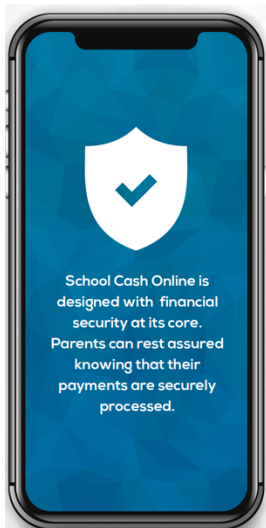 School Cash Online is
designed with financial
security at its core.
Parents can rest assured
knowing that their
payments are securely
processed.